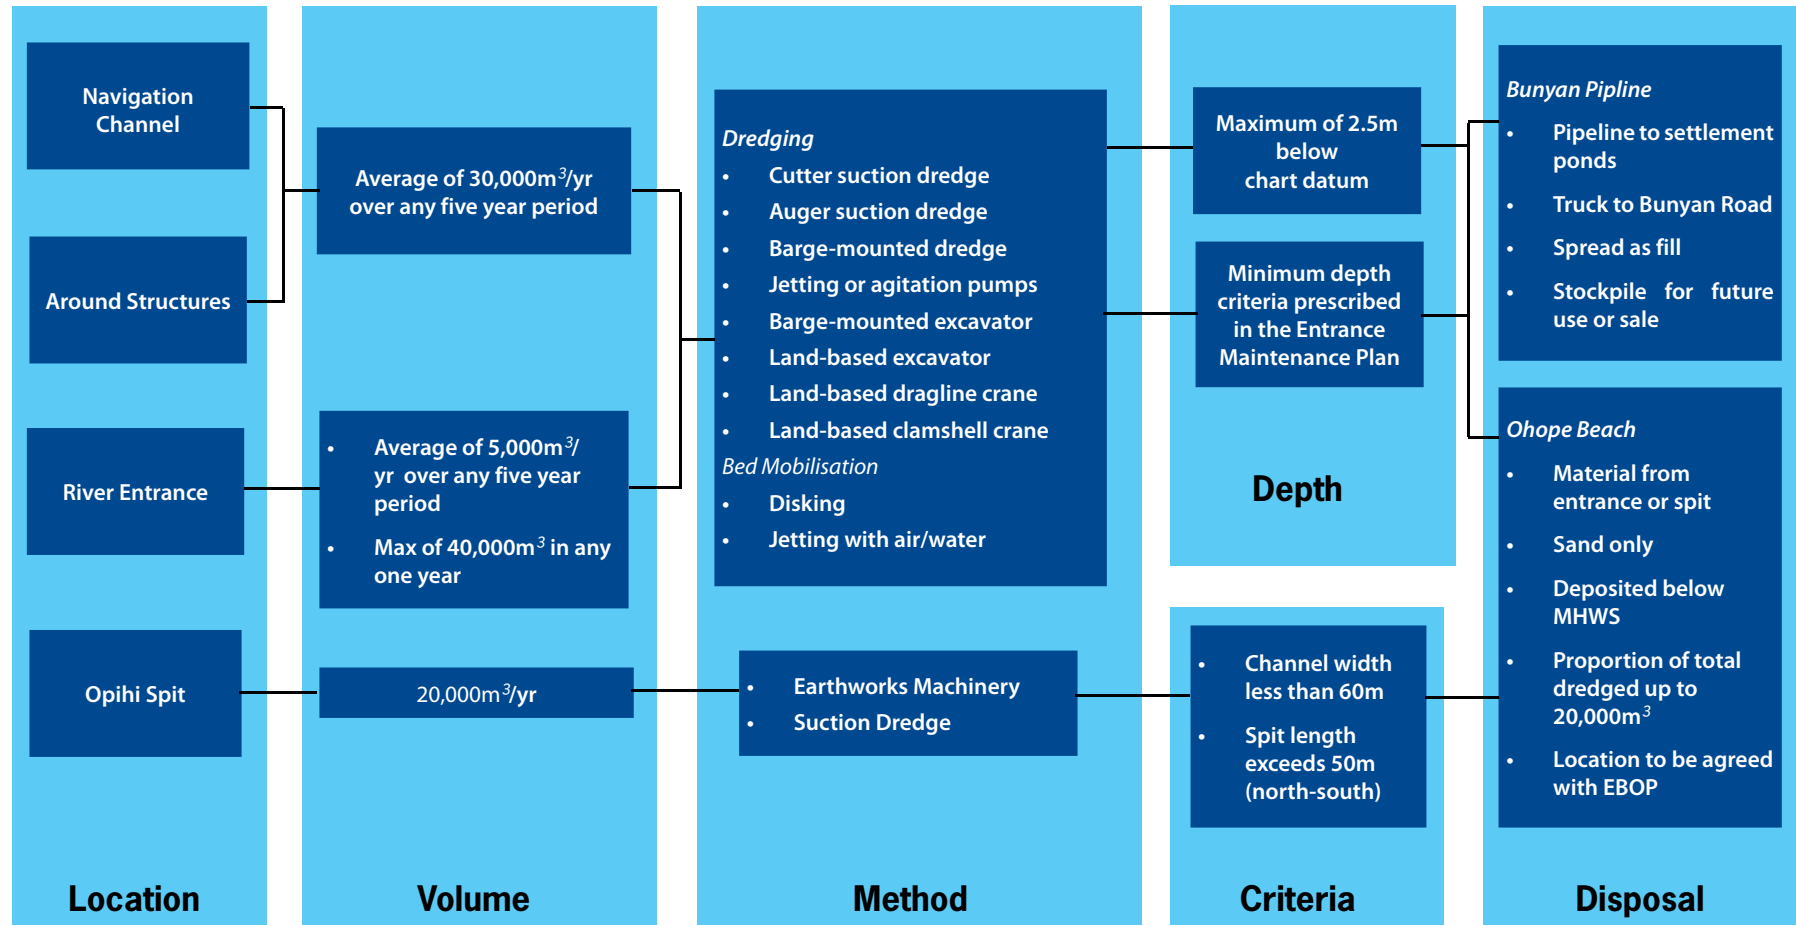 Navigation
Channel
Around Structures
River Entrance
Opihi Spit
Location
Average of 30,000m³/yr
over any five year period
• Average of 5,000m³/
yr over any five year
period
• Max of 40,000m³ in any
one year
20,000m³/yr
Volume
Dredging
• Cutter suction dredge
• Auger suction dredge
• Barge-mounted dredge
• Jetting or agitation pumps
• Barge-mounted excavator
• Land-based excavator
• Land-based dragline crane
• Land-based clamshell crane
Bed Mobilisation
• Disking
• Jetting with air/water
• Earthworks Machinery
• Suction Dredge
Method
Maximum of 2.5m
below
chart datum
Minimum depth
criteria prescribed
in the Entrance
Maintenance Plan
Depth
• Channel width
less than 60m
• Spit length
exceeds 50m
(north-south)
Criteria
Bunyan Pipline
• Pipeline to settlement
ponds
• Truck to Bunyan Road
• Spread as fill
• Stockpile for future
use or sale
Ohope Beach
• Material from
entrance or spit
• Sand only
• Deposited below
MHWS
• Proportion of total
dredged up to
20,000m³
• Location to be agreed
with EBOP
Disposal